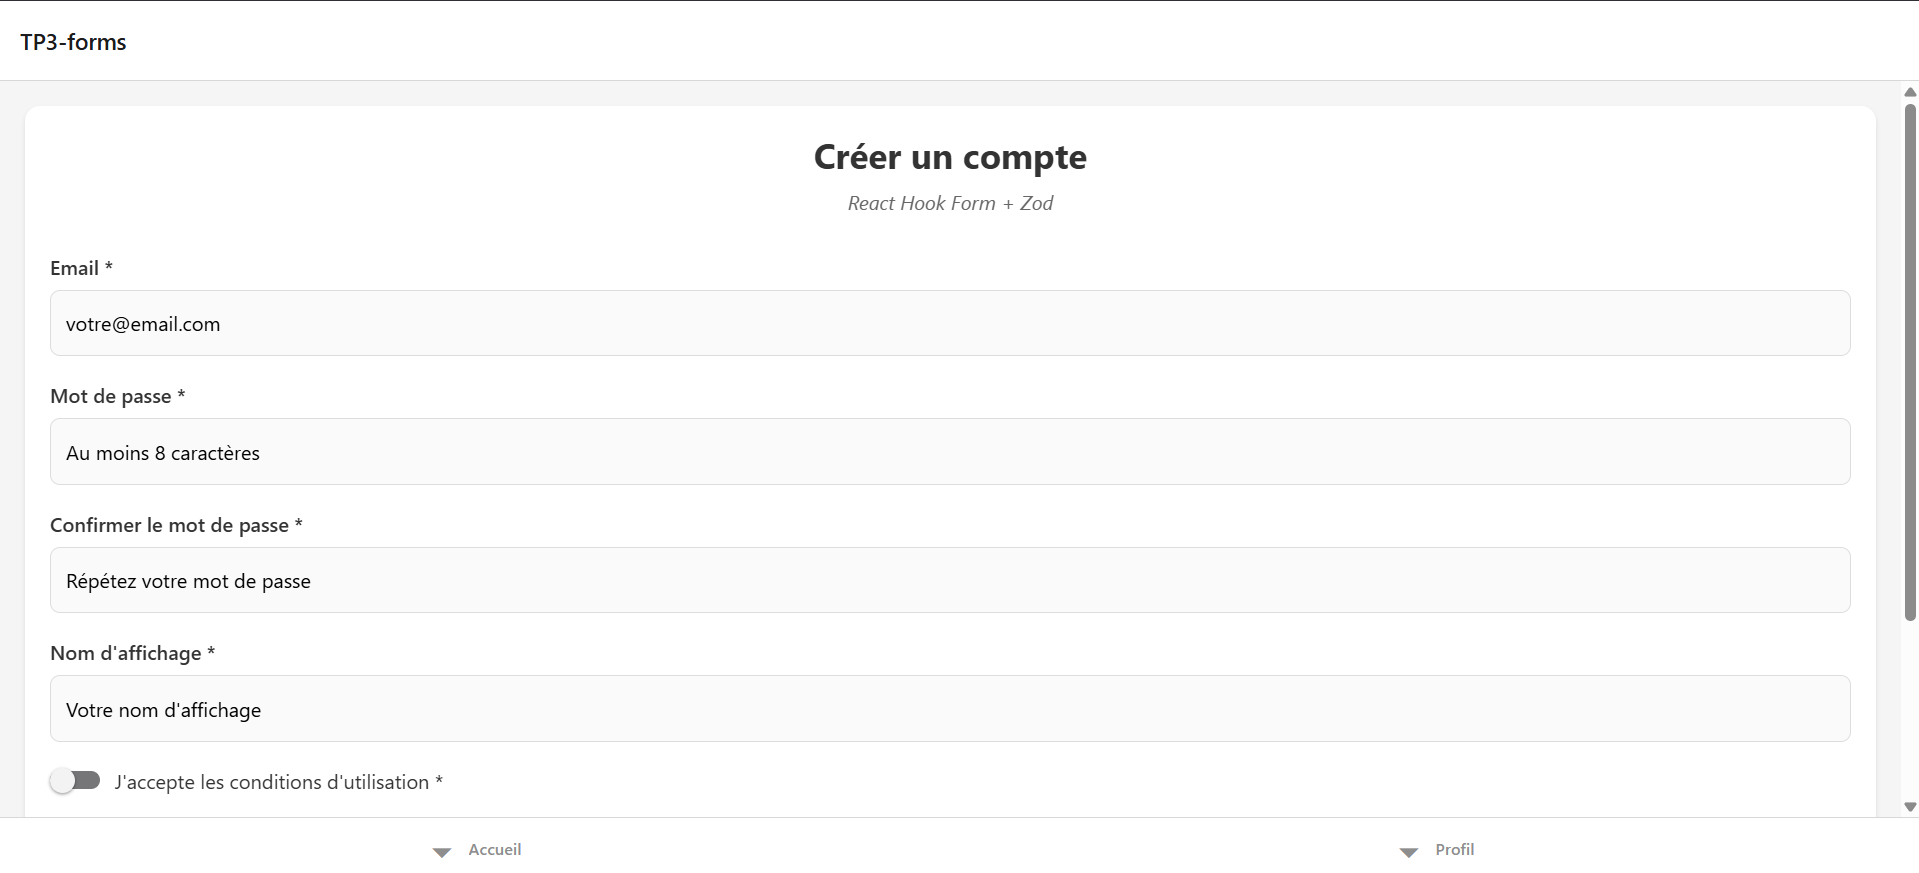 TP3-forms
Créer un compte
React Hook Form + Zod
Email *
votre@email.com
Mot de passe *
Au moins 8 caractères
Confirmer le mot de passe *
Répétez votre mot de passe
Nom d'affichage *
Votre nom d'affichage
J'accepte les conditions d'utilisation *
Accueil
Profil